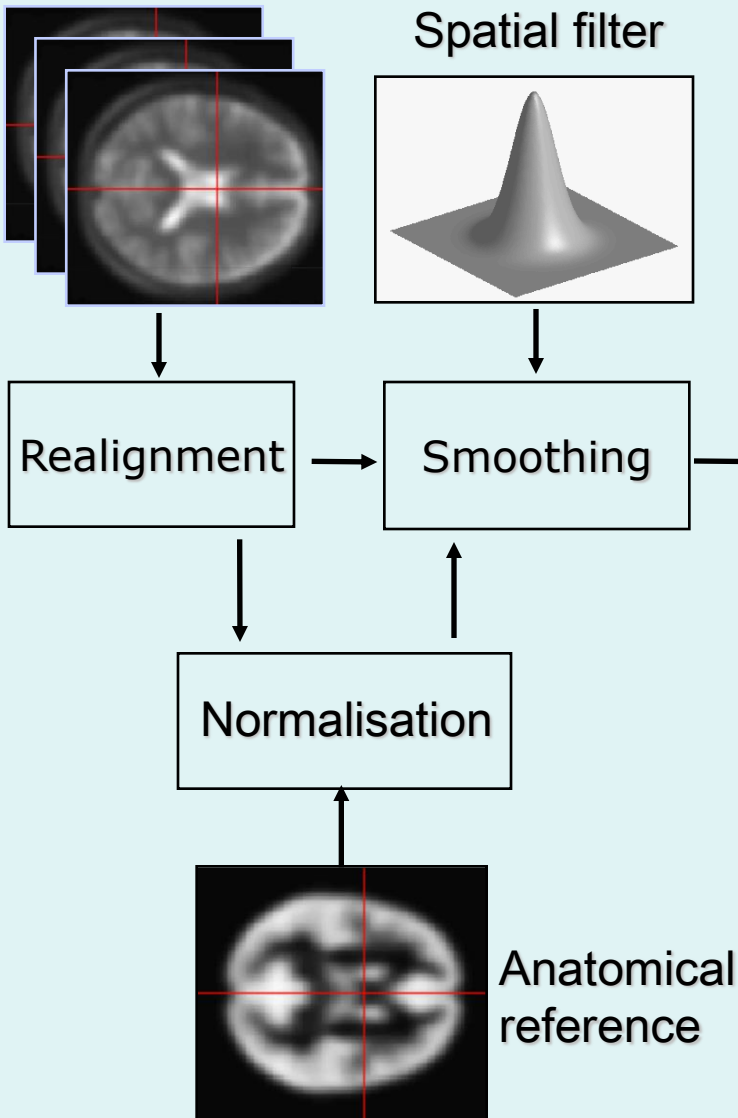 Spatial filter
Realignment
Smoothing
Normalisation
Anatomical
reference